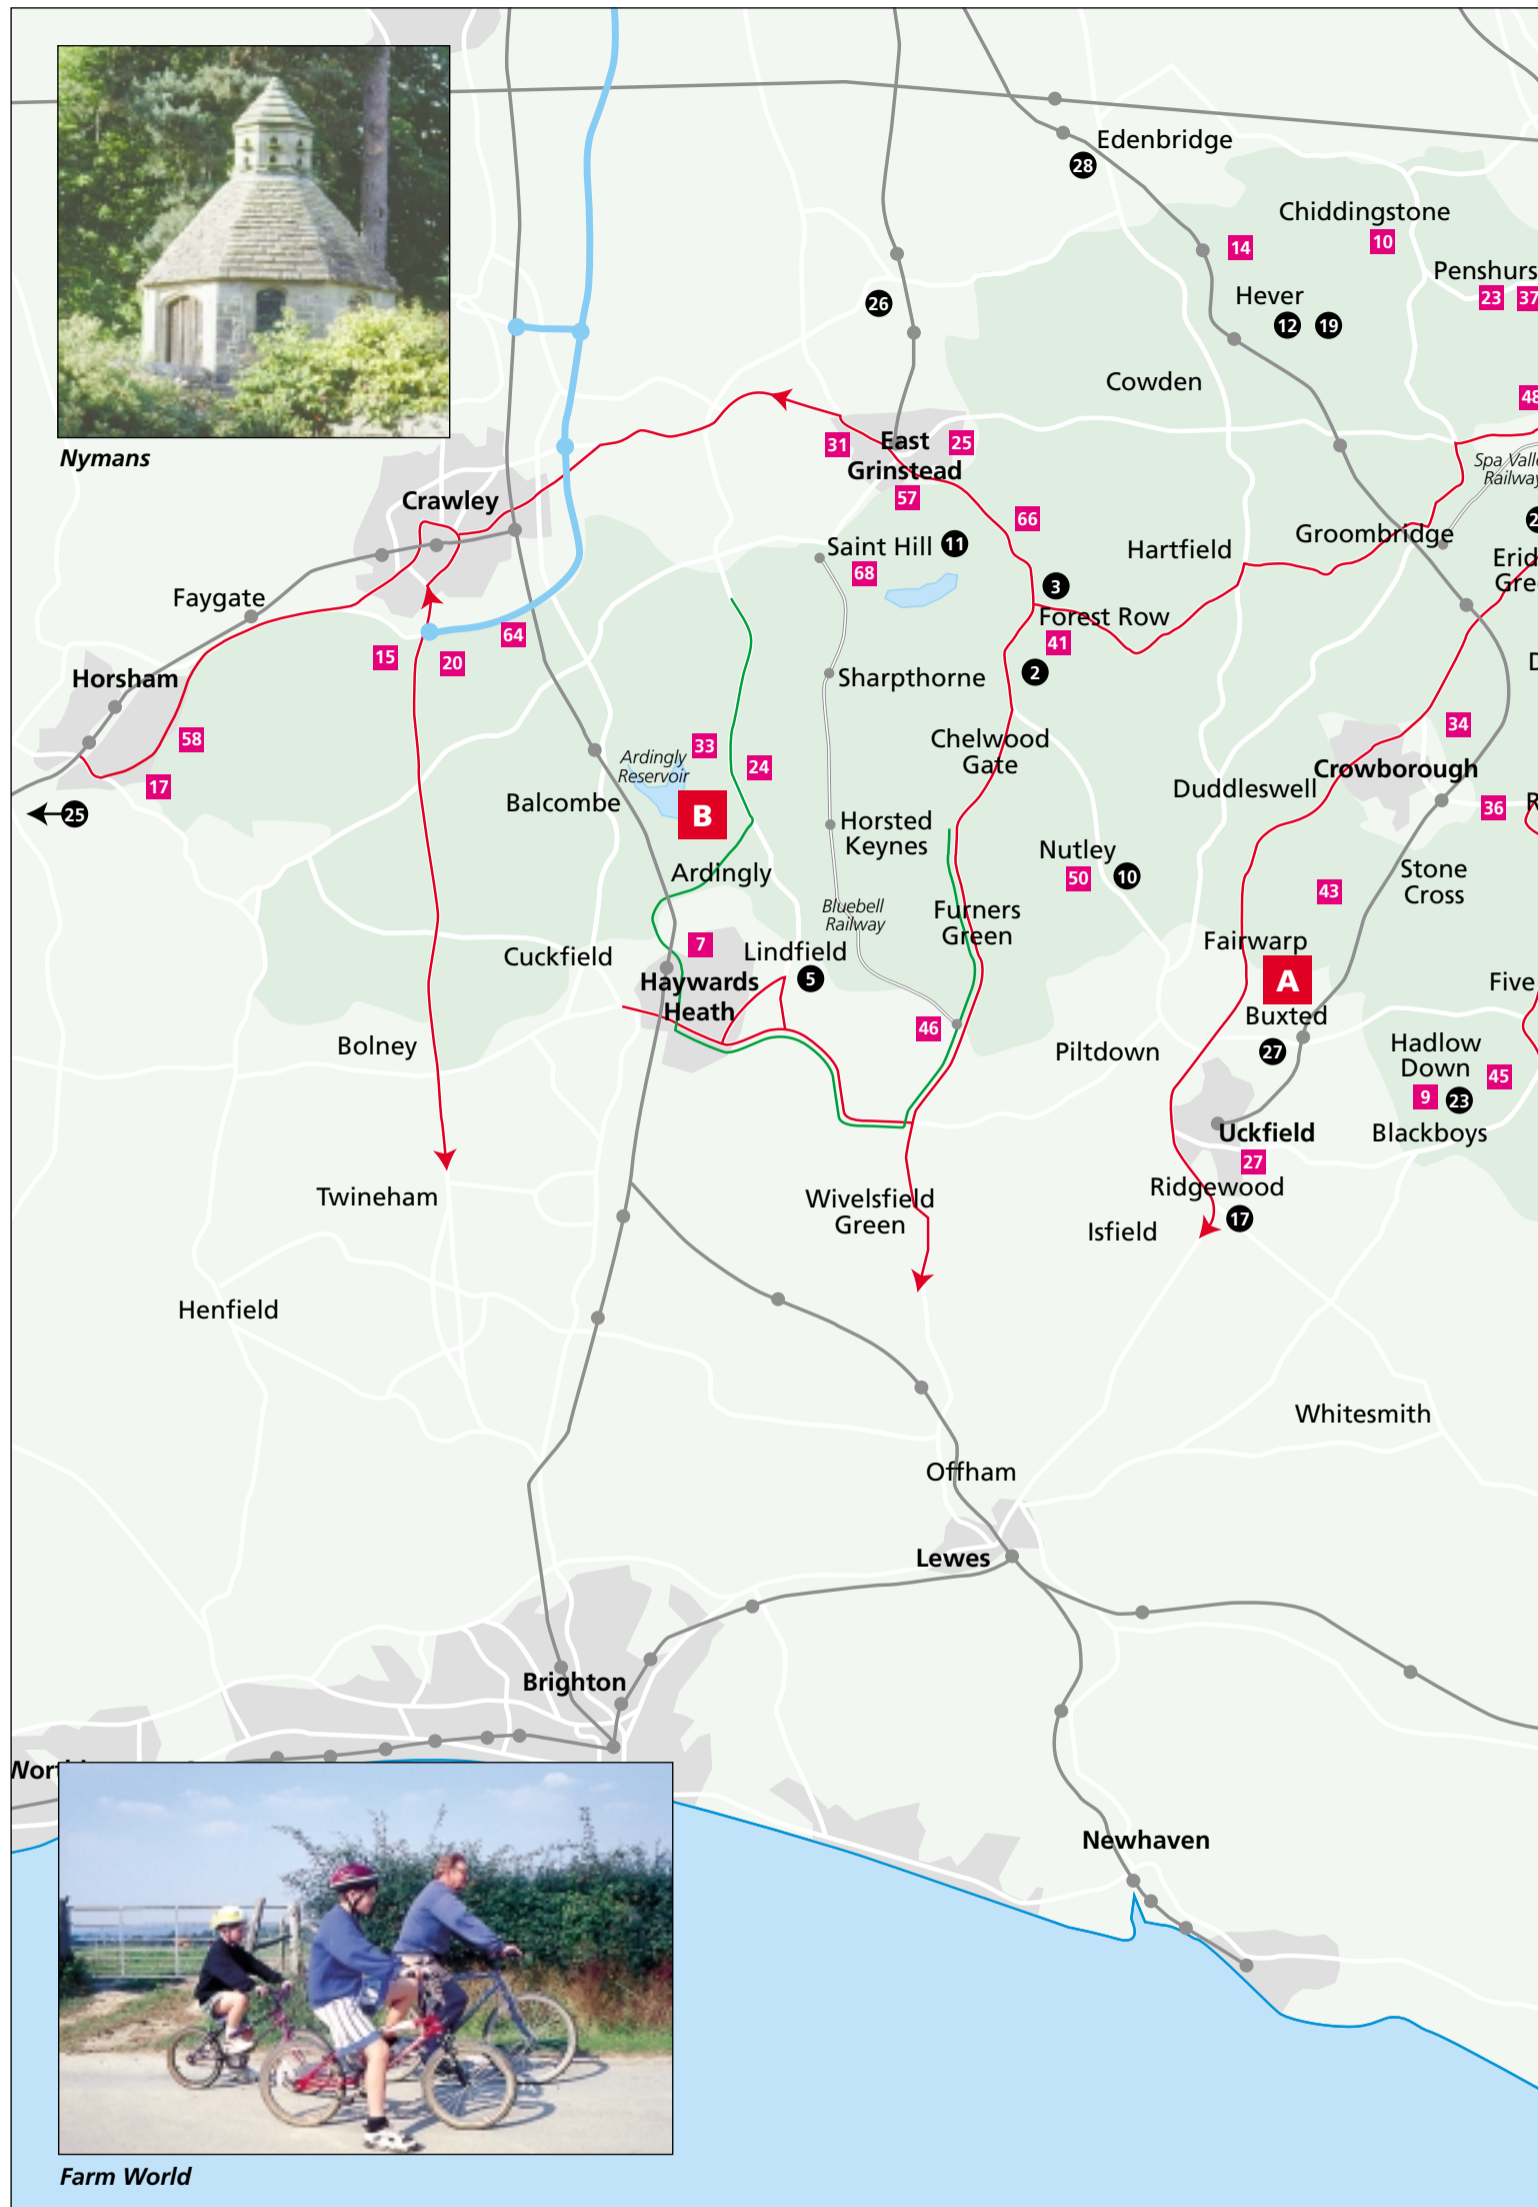 Edenbridge
28
Chiddingstone
14
10
Penshurs
23
37
Hever
12
19
26
Cowden
48
31
East
Grinstead
25
57
Spa Valle
Railway
Nymans
Crawley
66
Groombridge
2
Saint Hill
11
68
Hartfield
Erid
Gree
3
Forest Row
41
Faygate
64
15
20
2
D
Horsham
Sharpthorne
58
17
25
Ardingly
Reservoir
33
24
B
Balcombe
Chelwood
Gate
34
Crowborough
Duddleswell
36
R
Horsted
Keynes
Nutley
50
10
Stone
Cross
43
Ardingly
Bluebell
Railway
Furners
Green
Cuckfield
7
Lindfield
5
Haywards
Heath
Fairwarp
A
Buxted
27
Five
46
Bolney
Piltdown
Hadlow
Down
45
9
23
Blackboys
Uckfield
27
Ridgewood
17
Isfield
Twineham
Wivelsfield
Green
Henfield
Whitesmith
Offham
Lewes
Brighton
Newhaven
Farm World